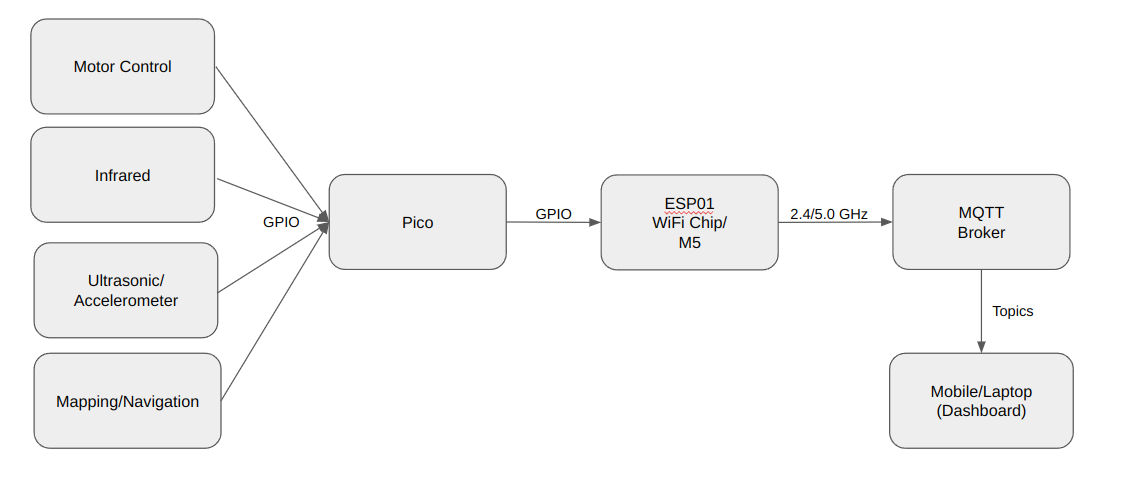 Motor Control
Infrared
GPIO
Ultrasonic/
Accelerometer
Mapping/Navigation
Pico
GPIO
ESP01
WiFi Chip/
M5
2.4/5.0 GHz
MQTT
Broker
Topics
Mobile/Laptop
(Dashboard)